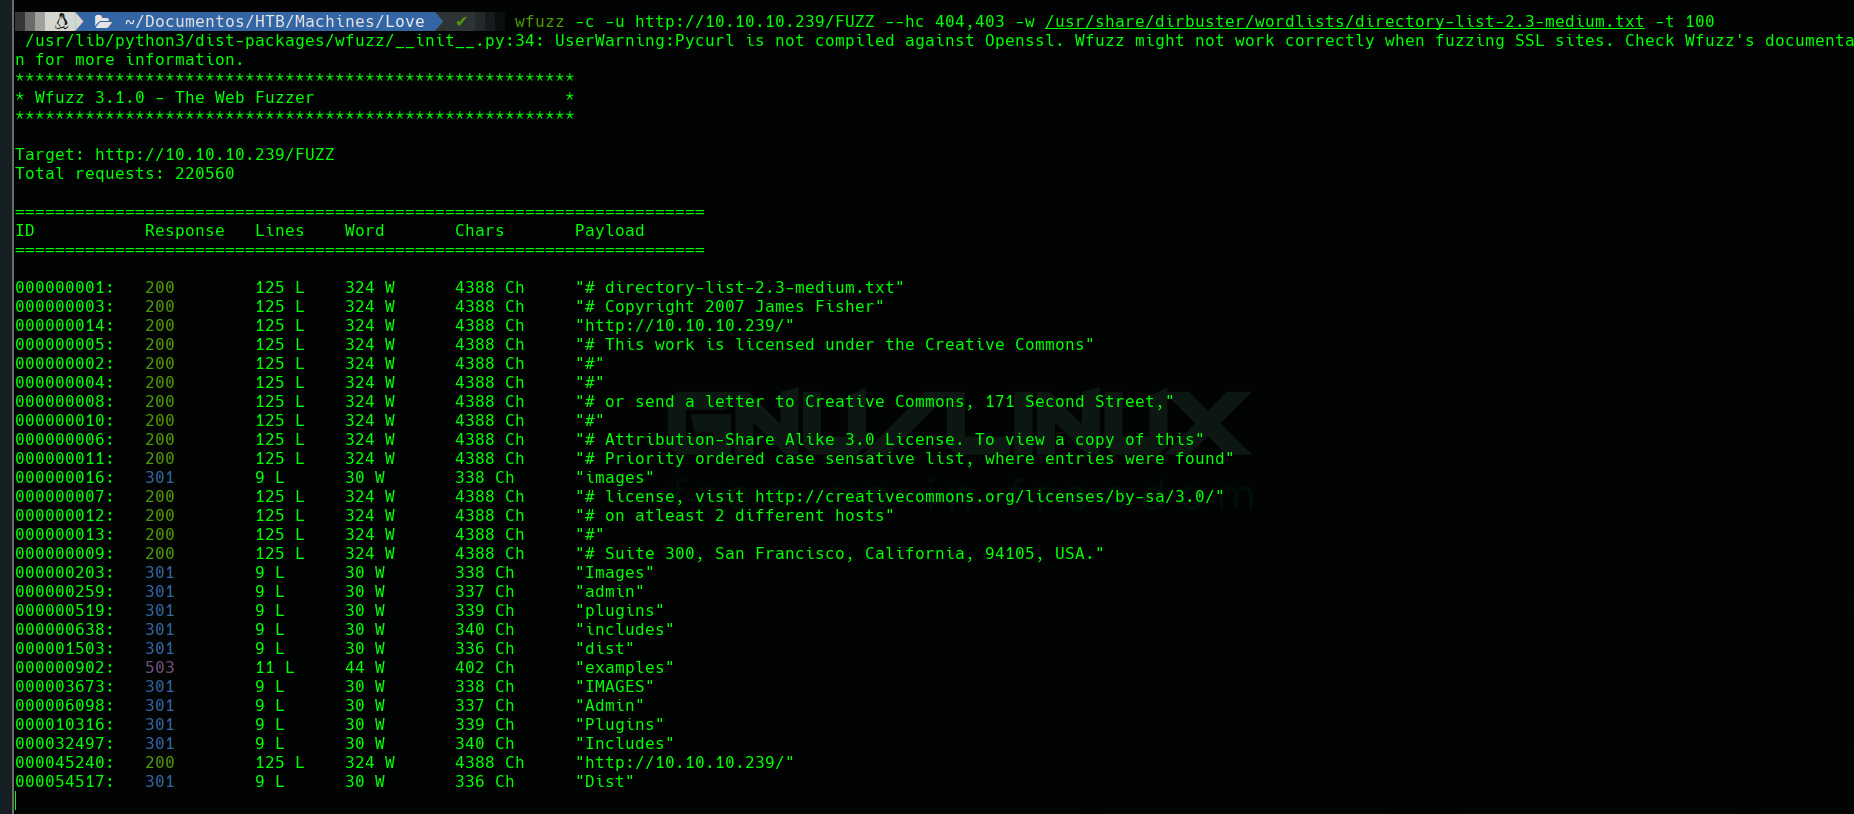 ~/Documentos/HTB/Machines/Love ✔ wfuzz -c -u http://10.10.10.239/FUZZ --hc 404,403 -w /usr/share/dirbuster/wordlists/directory-list-2.3-medium.txt -t 100
/usr/lib/python3/dist-packages/wfuzz/__init__.py:34: UserWarning:Pycurl is not compiled against Openssl. Wfuzz might not work correctly when fuzzing SSL sites. Check Wfuzz's documenta
n for more information.
********************************************************
* Wfuzz 3.1.0 - The Web Fuzzer                         *
********************************************************
Target: http://10.10.10.239/FUZZ
Total requests: 220560
=====================================================================
ID           Response   Lines    Word       Chars       Payload
=====================================================================
000000001:   200        125 L    324 W      4388 Ch     "# directory-list-2.3-medium.txt"
000000003:   200        125 L    324 W      4388 Ch     "# Copyright 2007 James Fisher"
000000014:   200        125 L    324 W      4388 Ch     "http://10.10.10.239/"
000000005:   200        125 L    324 W      4388 Ch     "# This work is licensed under the Creative Commons"
000000002:   200        125 L    324 W      4388 Ch     "#"
000000004:   200        125 L    324 W      4388 Ch     "#"
000000008:   200        125 L    324 W      4388 Ch     "# or send a letter to Creative Commons, 171 Second Street,"
000000010:   200        125 L    324 W      4388 Ch     "#"
000000006:   200        125 L    324 W      4388 Ch     "# Attribution-Share Alike 3.0 License. To view a copy of this"
000000011:   200        125 L    324 W      4388 Ch     "# Priority ordered case sensative list, where entries were found"
000000016:   301        9 L      30 W       338 Ch      "images"
000000007:   200        125 L    324 W      4388 Ch     "# license, visit http://creativecommons.org/licenses/by-sa/3.0/"
000000012:   200        125 L    324 W      4388 Ch     "# on atleast 2 different hosts"
000000013:   200        125 L    324 W      4388 Ch     "#"
000000009:   200        125 L    324 W      4388 Ch     "# Suite 300, San Francisco, California, 94105, USA."
000000203:   301        9 L      30 W       338 Ch      "Images"
000000259:   301        9 L      30 W       337 Ch      "admin"
000000519:   301        9 L      30 W       339 Ch      "plugins"
000000638:   301        9 L      30 W       340 Ch      "includes"
000001503:   301        9 L      30 W       336 Ch      "dist"
000000902:   503        11 L     44 W       402 Ch      "examples"
000003673:   301        9 L      30 W       338 Ch      "IMAGES"
000006098:   301        9 L      30 W       337 Ch      "Admin"
000010316:   301        9 L      30 W       339 Ch      "Plugins"
000032497:   301        9 L      30 W       340 Ch      "Includes"
000045240:   200        125 L    324 W      4388 Ch     "http://10.10.10.239/"
000054517:   301        9 L      30 W       336 Ch      "Dist"
GNU/LINUX